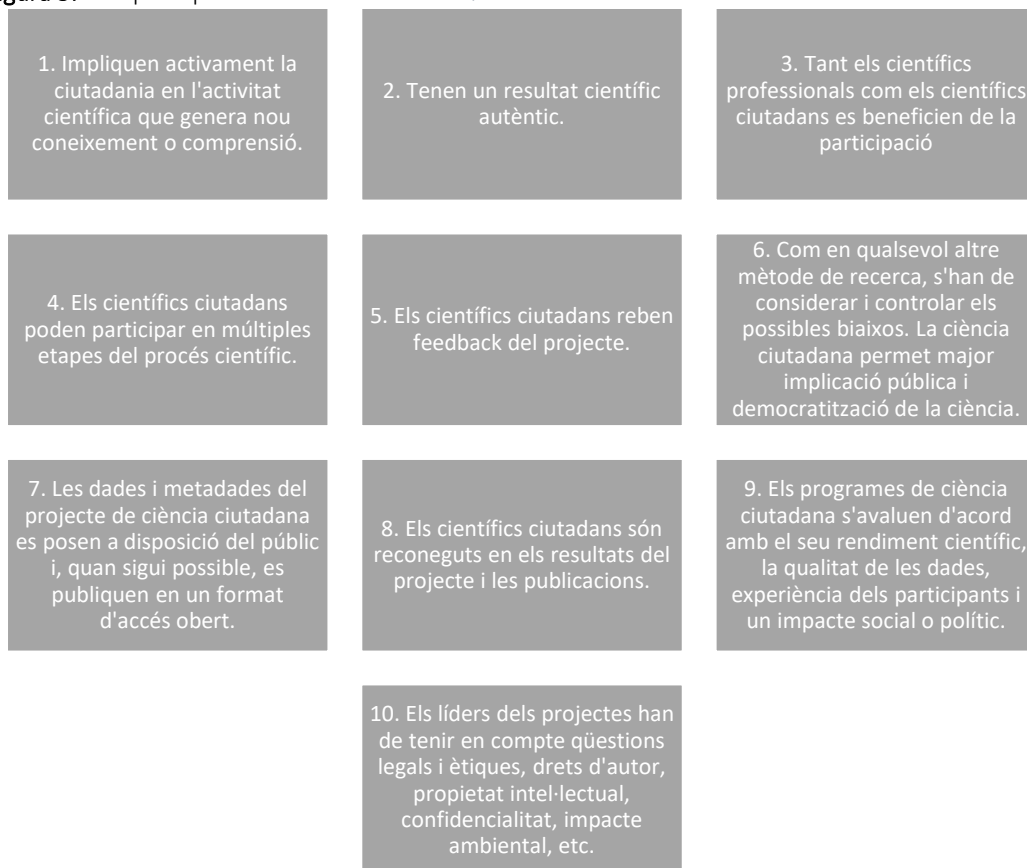 1. Impliquen activament la
ciutadania en l'activitat
científica que genera nou
coneixement o comprensió.
2. Tenen un resultat científic
autèntic.
3. Tant els científics
professionals com els científics
ciutadans es beneficien de la
participació
4. Els científics ciutadans
poden participar en múltiples
etapes del procés científic.
5. Els científics ciutadans reben
feedback del projecte.
6. Com en qualsevol altre
mètode de recerca, s'han de
considerar i controlar els
possibles biaixos. La ciència
ciutadana permet major
implicació pública i
democratització de la ciència.
7. Les dades i metadades del
projecte de ciència ciutadana
es posen a disposició del públic
i, quan sigui possible, es
publiquen en un format
d'accés obert.
8. Els científics ciutadans són
reconeguts en els resultats del
projecte i les publicacions.
9. Els programes de ciència
ciutadana s'avaluen d'acord
amb el seu rendiment científic,
la qualitat de les dades,
experiència dels participants i
un impacte social o polític.
10. Els líders dels projectes han
de tenir en compte qüestions
legals i ètiques, drets d'autor,
propietat intel·lectual,
confidencialitat, impacte
ambiental, etc.